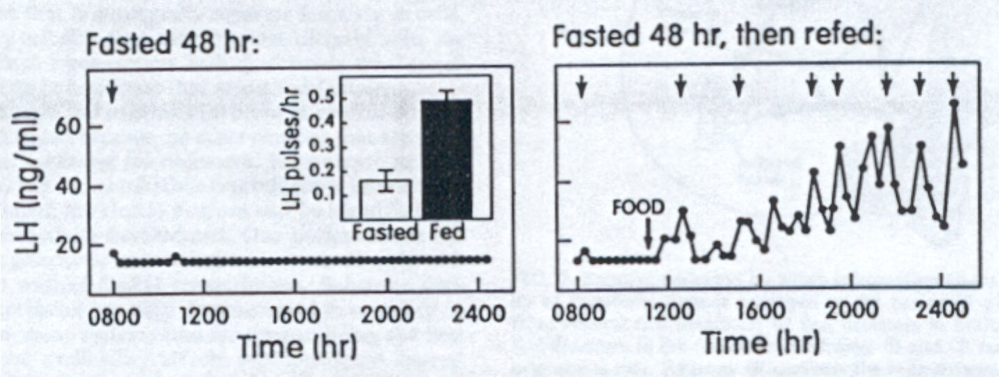 Fasted 48 hr:
LH (ng/ml)
60
40
20
0800 1200 1600 2000 2400
Time (hr)
LH pulses/hr
0.5
0.4
0.3
0.2
0.1
Fasted Fed
Fasted 48 hr, then refed:
FOOD
0800 1200 1600 2000 2400
Time (hr)